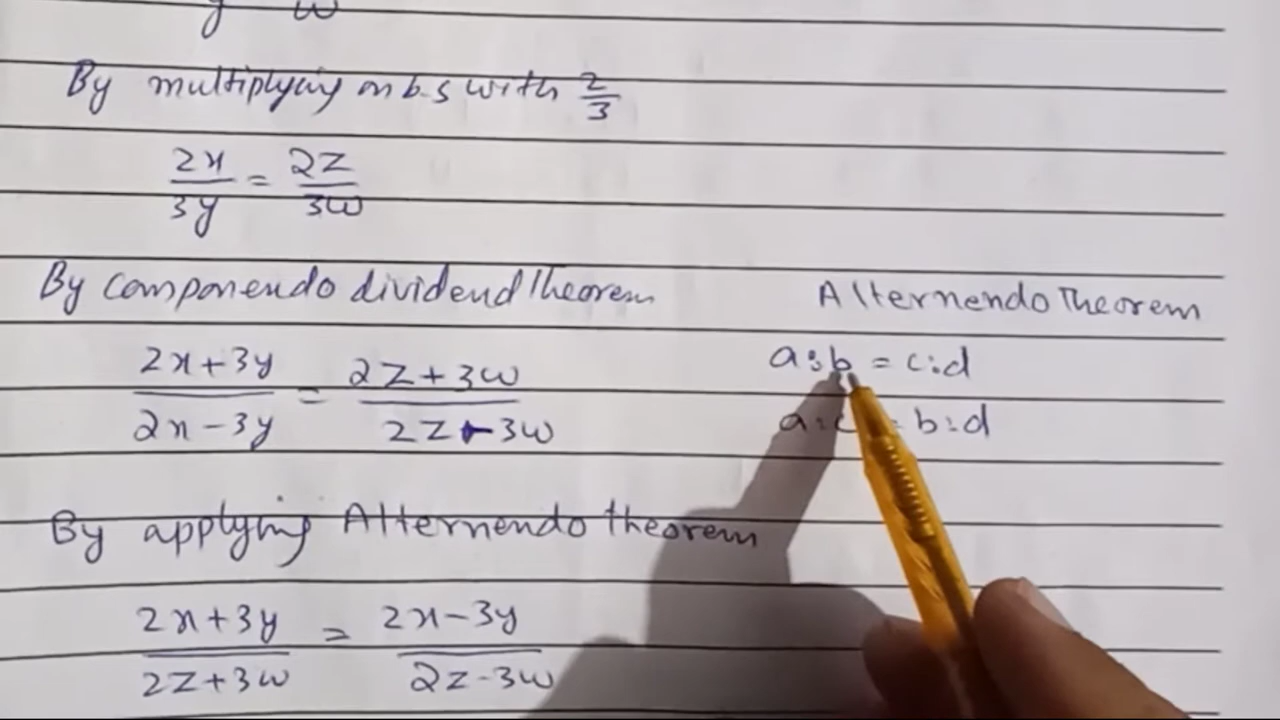 y w
By multiplying on b.s with 2/3
2x/3y = 2z/3w
By componendo dividend Theorem
Alternendo Theorem
(2x+3y)/(2x-3y) = (2z+3w)/(2z-3w)
a:b = c:d
a:c = b:d
By applying Alternendo theorem
(2x+3y)/(2z+3w) = (2x-3y)/(2z-3w)